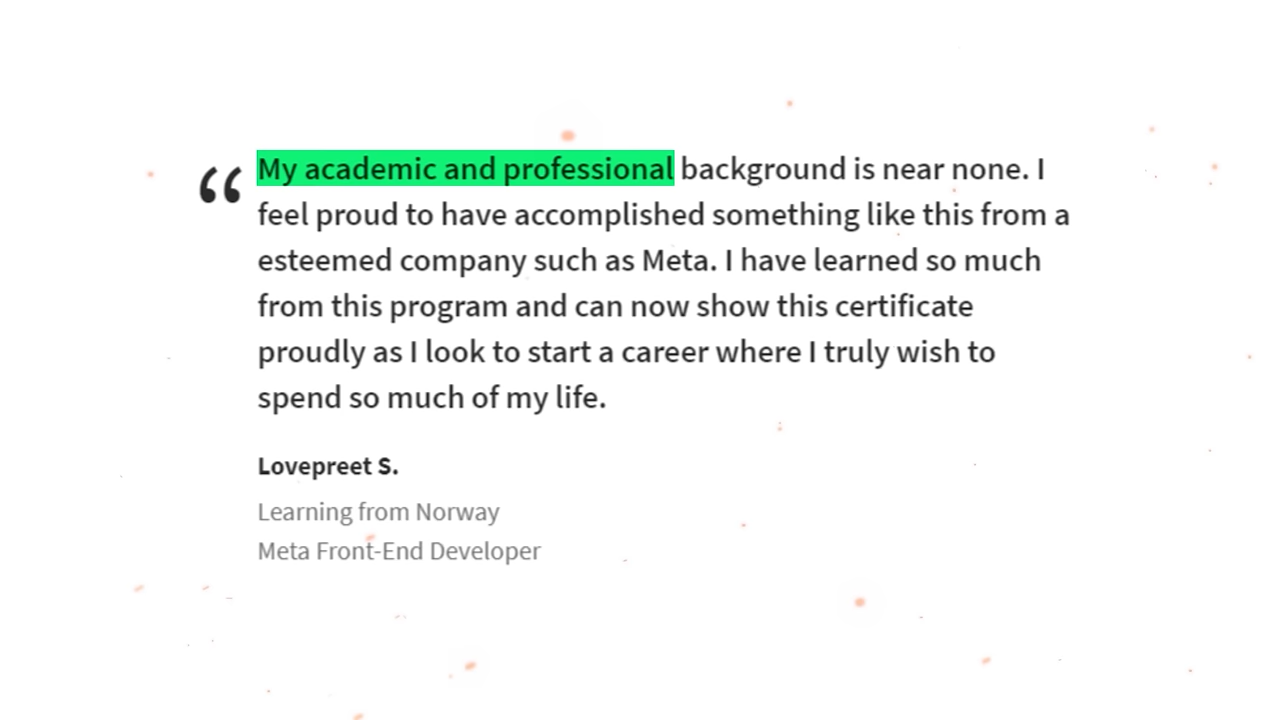 “My academic and professional background is near none. I
feel proud to have accomplished something like this from a
esteemed company such as Meta. I have learned so much
from this program and can now show this certificate
proudly as I look to start a career where I truly wish to
spend so much of my life.
Lovepreet S.
Learning from Norway
Meta Front-End Developer